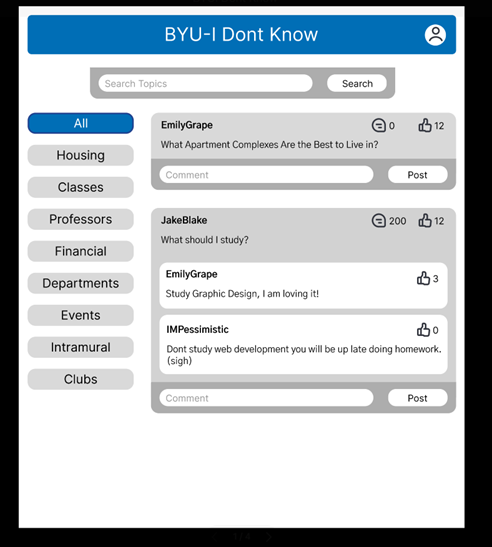 BYU-I Dont Know
Search Topics
Search
All
Housing
Classes
Professors
Financial
Departments
Events
Intramural
Clubs
EmilyGrape 0 12
What Apartment Complexes Are the Best to Live in?
Comment Post
JakeBlake 200 12
What should I study?
EmilyGrape 3
Study Graphic Design, I am loving it!
IMPessimistic 0
Dont study web development you will be up late doing homework.
(sigh)
Comment Post